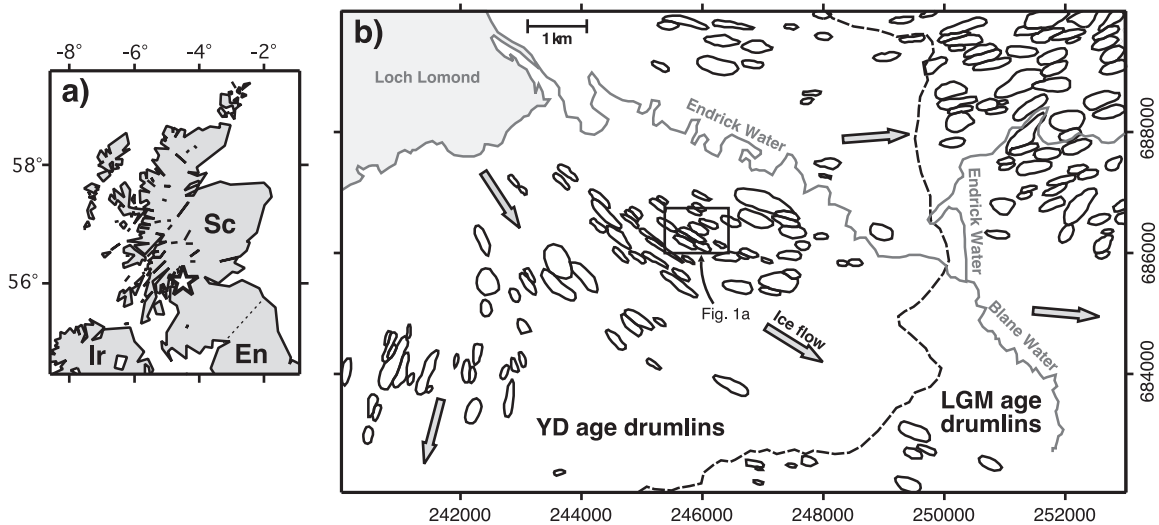 -8°
-6°
-4°
-2°
a)
58°
56°
Sc
Ir
En
b)
1 km
Loch Lomond
Endrick Water
Endrick Water
Blane Water
Fig. 1a
Ice flow
YD age drumlins
LGM age
drumlins
688000
686000
684000
242000
244000
246000
248000
250000
252000